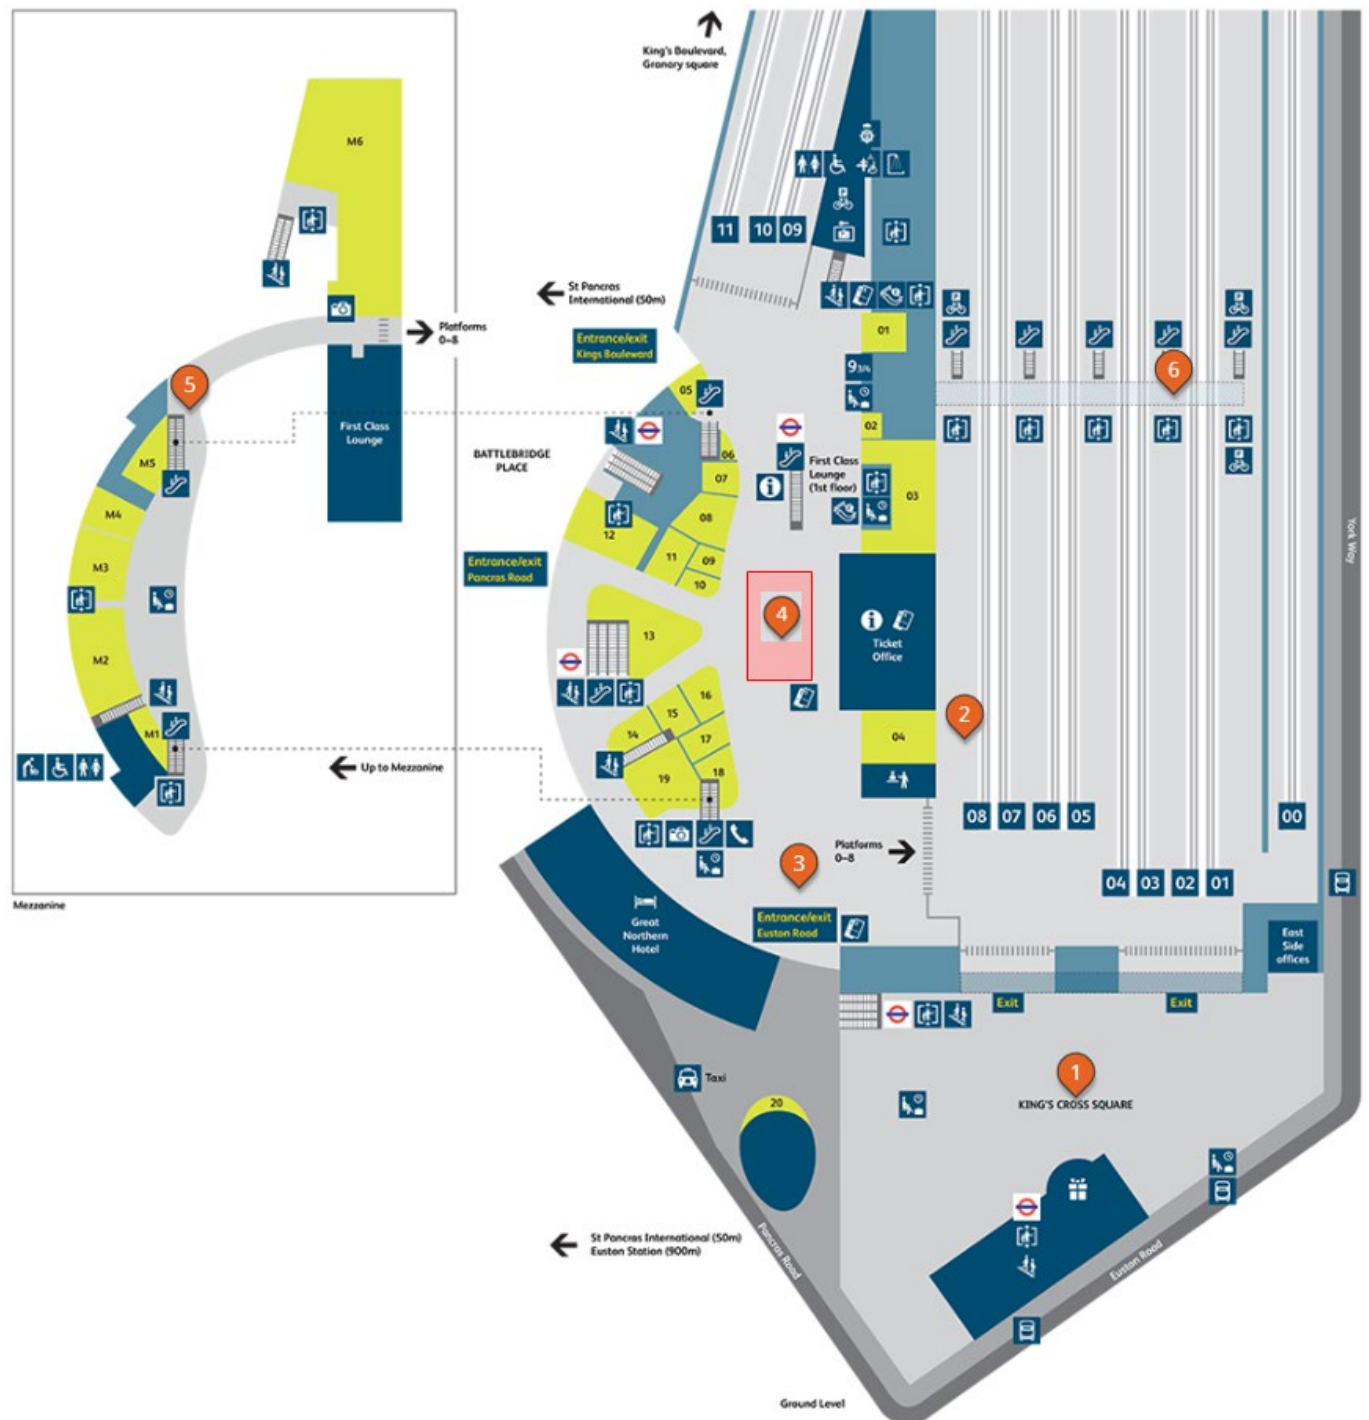 King's Boulevard,
Granary square
M6
11
10
09
St Pancras
International (50m)
Platforms
0–8
Entrance/exit
Kings Boulevard
01
5
9 3/4
6
05
02
First Class
Lounge
BATTLEBRIDGE
PLACE
06
First Class
Lounge
(1st floor)
M5
07
03
M4
08
12
11
09
10
M3
Entrance/exit
Pancras Road
York Way
4
13
Ticket
Office
M2
16
15
2
M1
14
17
04
18
19
Up to Mezzanine
08
07
06
05
00
Platforms
0–8
3
04
03
02
01
Mezzanine
Great
Northern
Hotel
Entrance/exit
Euston Road
East
Side
offices
Exit
Exit
1
Taxi
KING'S CROSS SQUARE
20
St Pancras International (50m)
Euston Station (900m)
Pancras Road
Euston Road
Ground Level